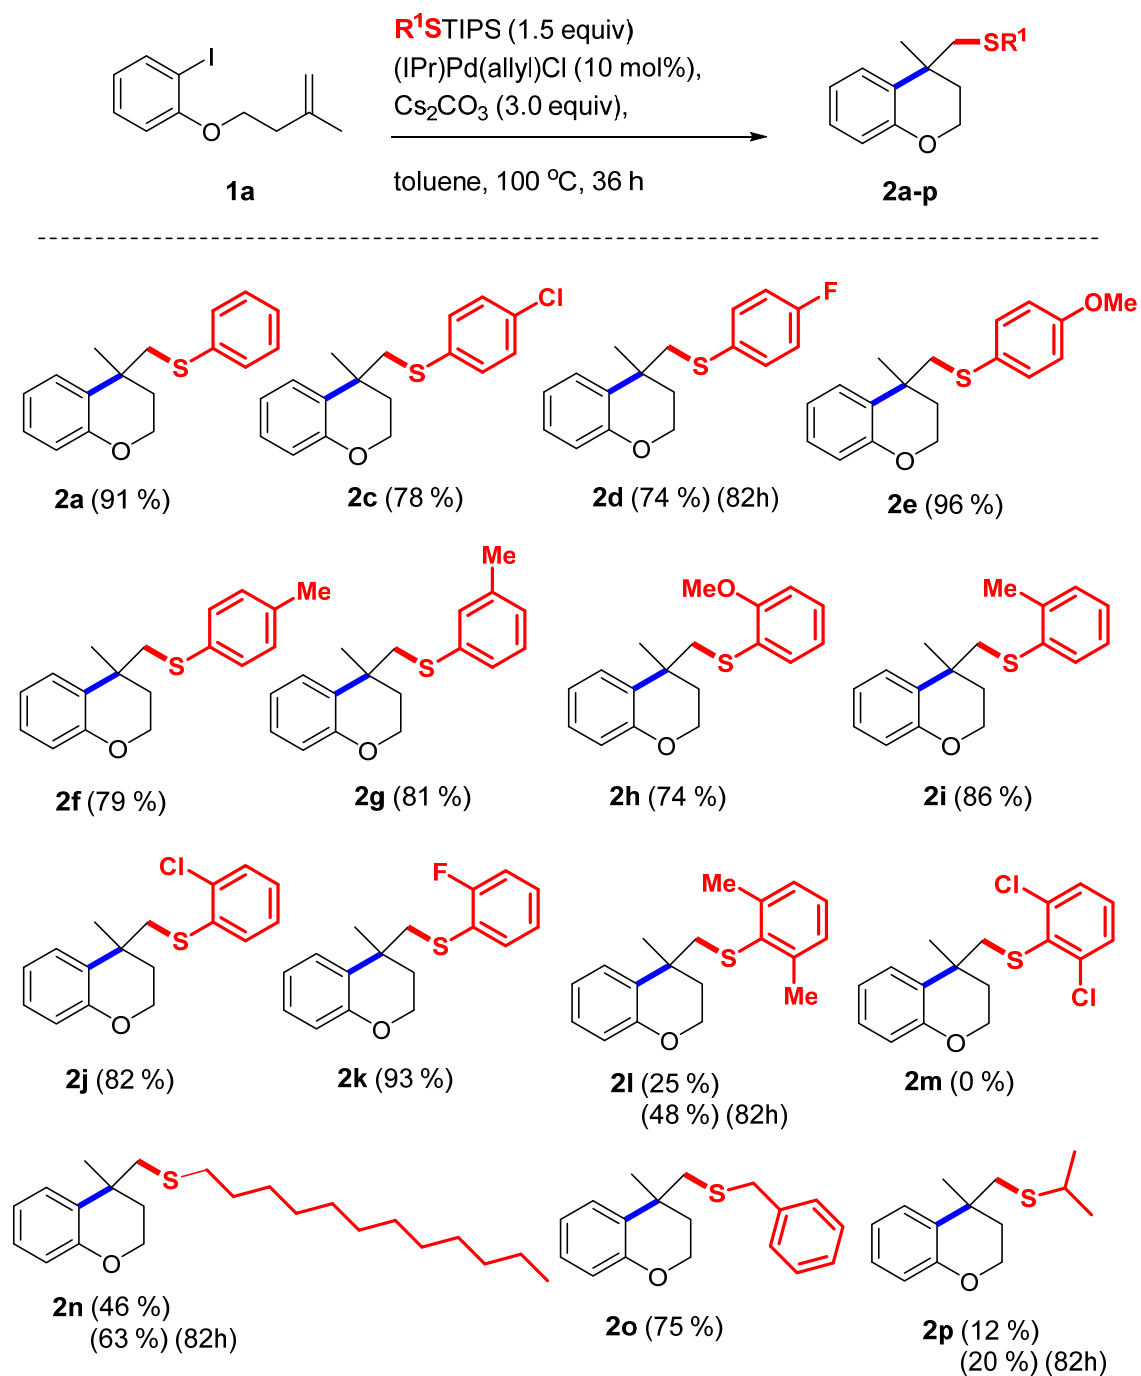 R¹STIPS (1.5 equiv)
(IPr)Pd(allyl)Cl (10 mol%),
Cs₂CO₃ (3.0 equiv),
toluene, 100 ºC, 36 h
I
O
1a
SR¹
O
2a-p
S
O
2a (91 %)
Cl
S
O
2c (78 %)
F
S
O
2d (74 %) (82h)
OMe
S
O
2e (96 %)
Me
S
O
2f (79 %)
Me
S
O
2g (81 %)
MeO
S
O
2h (74 %)
Me
S
O
2i (86 %)
Cl
S
O
2j (82 %)
F
S
O
2k (93 %)
Me
S
Me
O
2l (25 %)
(48 %) (82h)
Cl
S
Cl
O
2m (0 %)
S
O
2n (46 %)
(63 %) (82h)
S
O
2o (75 %)
S
O
2p (12 %)
(20 %) (82h)